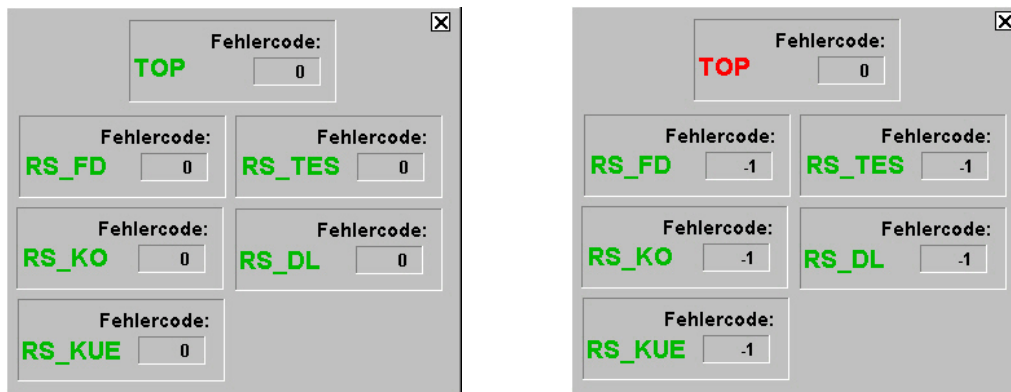 Fehlercode:
TOP 0
Fehlercode:
RS_FD 0
Fehlercode:
RS_TES 0
Fehlercode:
RS_KO 0
Fehlercode:
RS_DL 0
Fehlercode:
RS_KUE 0
Fehlercode:
TOP 0
Fehlercode:
RS_FD -1
Fehlercode:
RS_TES -1
Fehlercode:
RS_KO -1
Fehlercode:
RS_DL -1
Fehlercode:
RS_KUE -1